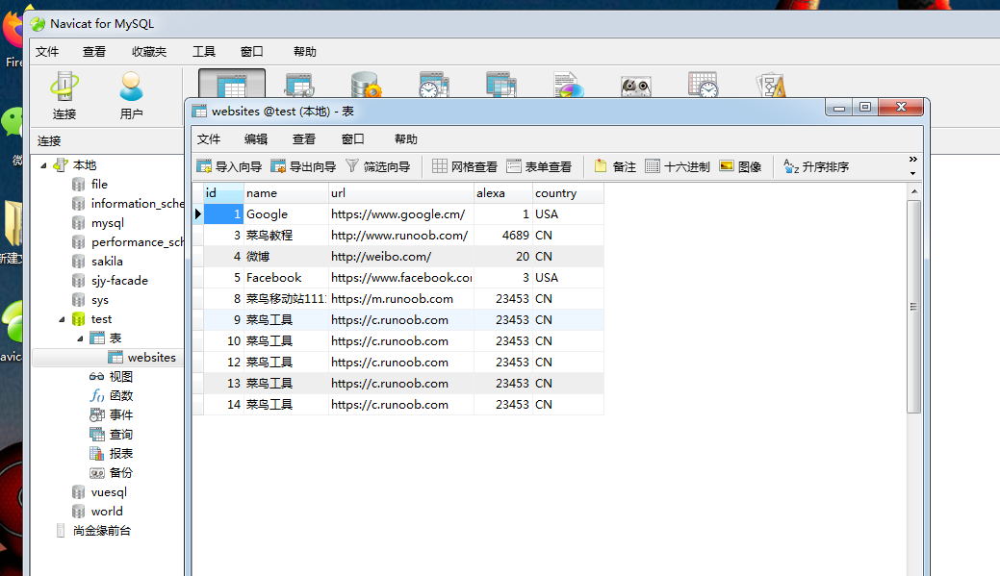 Navicat for MySQL
文件 查看 收藏夹 工具 窗口 帮助
Fire
连接 用户
连接
websites @test (本地) - 表
文件 编辑 查看 窗口 帮助
导入向导 导出向导 筛选向导 网格查看 表单查看 备注 十六进制 图像 升序排序 »
id name url alexa country
1 Google https://www.google.cm/ 1 USA
3 菜鸟教程 http://www.runoob.com/ 4689 CN
4 微博 http://weibo.com/ 20 CN
5 Facebook https://www.facebook.co 3 USA
8 菜鸟移动站111 https://m.runoob.com 23453 CN
9 菜鸟工具 https://c.runoob.com 23453 CN
10 菜鸟工具 https://c.runoob.com 23453 CN
12 菜鸟工具 https://c.runoob.com 23453 CN
13 菜鸟工具 https://c.runoob.com 23453 CN
14 菜鸟工具 https://c.runoob.com 23453 CN
本地
file
information_sche
mysql
performance_sch
sakila
sjy-facade
sys
test
表
websites
视图
函数
事件
查询
报表
备份
vuesql
world
尚金缘前台
微
新建文
avica